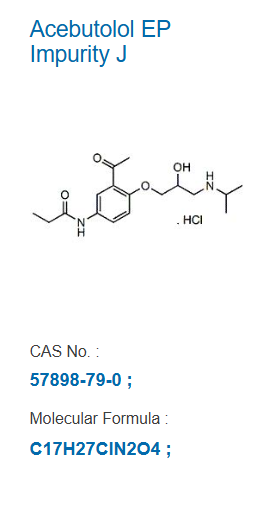 Acebutolol EP
Impurity J
O
OH
O
H
N
O
N
H
. HCl
CAS No. :
57898-79-0 ;
Molecular Formula :
C17H27ClN2O4 ;